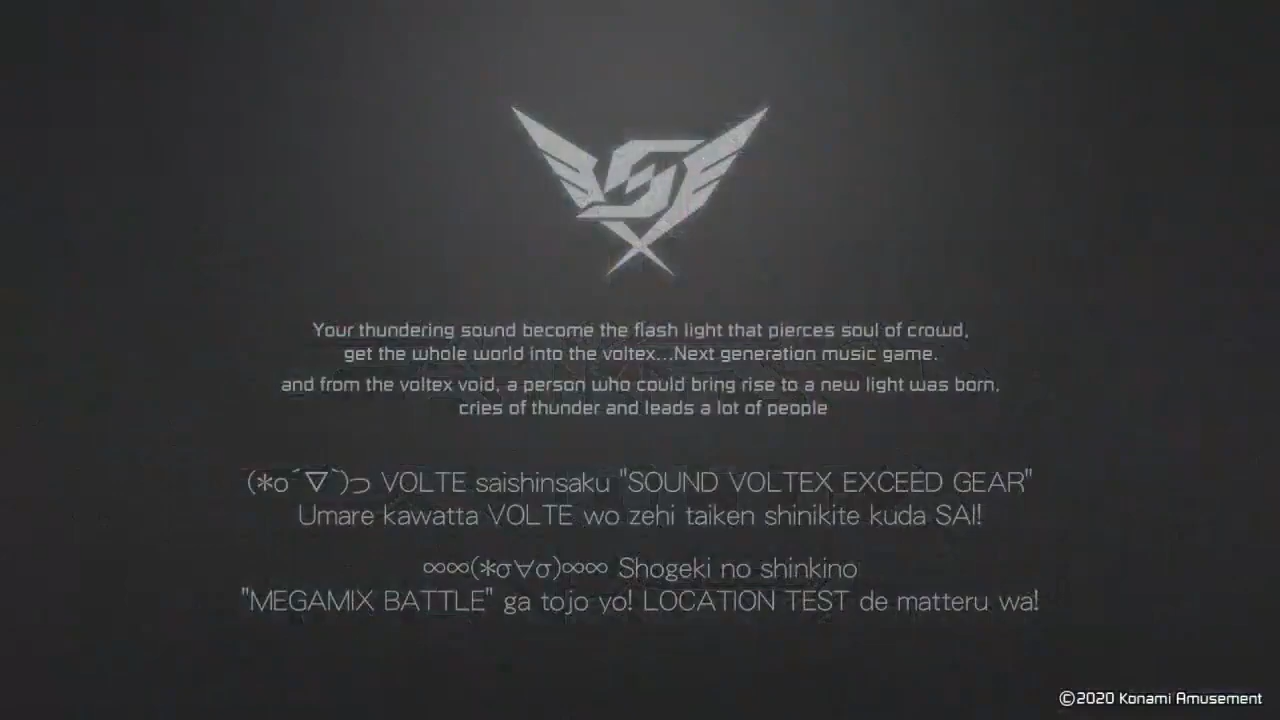 Your thundering sound become the flash light that pierces soul of crowd,
get the whole world into the voltex...Next generation music game.
and from the voltex void, a person who could bring rise to a new light was born,
cries of thunder and leads a lot of people
(*o´▽`)⊃ VOLTE saishinsaku "SOUND VOLTEX EXCEED GEAR"
Umare kawatta VOLTE wo zehi taiken shinikite kuda SAI!
∞∞(*σ∀σ)∞∞ Shogeki no shinkino
"MEGAMIX BATTLE" ga tojo yo! LOCATION TEST de matteru wa!
©2020 Konami Amusement